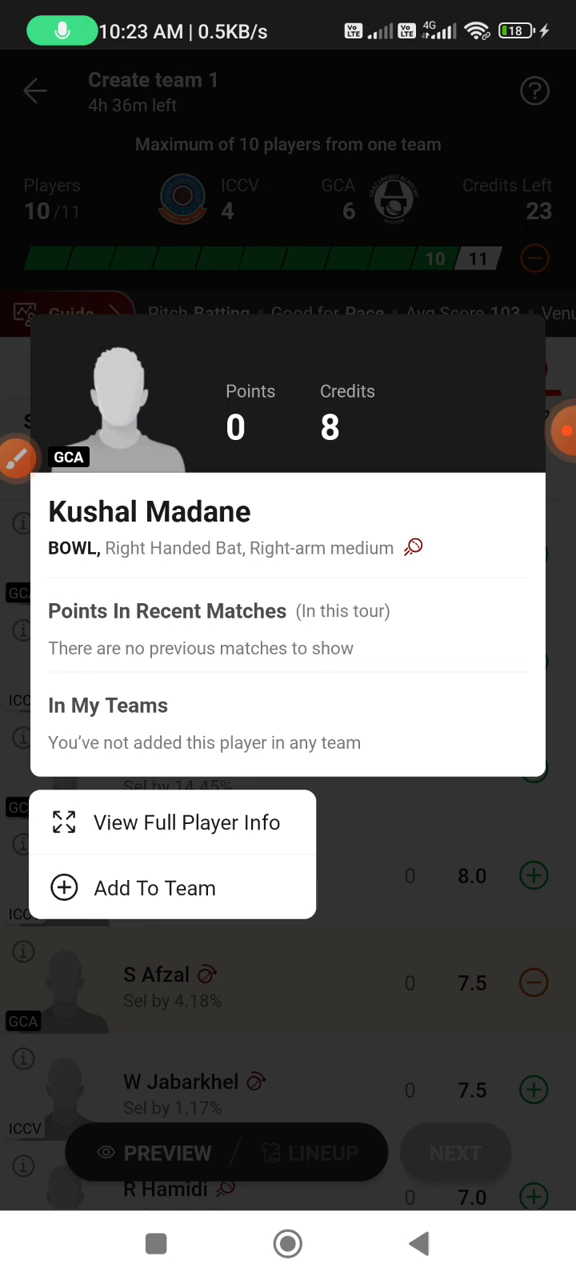 10:23 AM | 0.5KB/s
Vo LTE Vo LTE 4G 18
Create team 1
4h 36m left
Maximum of 10 players from one team
Players ICCV GCA Credits Left
10/11 4 6 23
10 11
Guide Pitch Batting • Good for Pace • Avg Score 103 • Venu
Points Credits
0 8
GCA
Kushal Madane
BOWL, Right Handed Bat, Right-arm medium
Points In Recent Matches (In this tour)
There are no previous matches to show
In My Teams
You've not added this player in any team
Sel by 14.45%
View Full Player Info
Add To Team
0 8.0
S Afzal
Sel by 4.18%
0 7.5
GCA
W Jabarkhel
Sel by 1.17%
0 7.5
ICCV
PREVIEW / LINEUP NEXT
R Hamidi
0 7.0